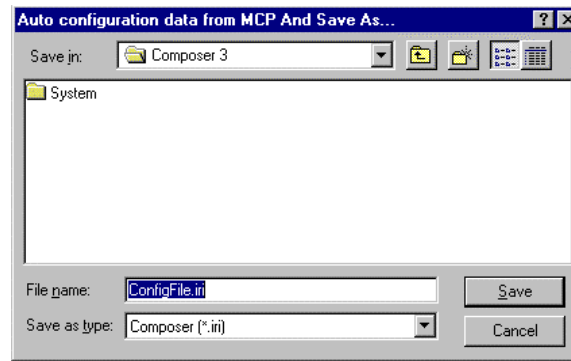 Auto configuration data from MCP And Save As...
Save in:
Composer 3
System
File name:
ConfigFile.iri
Save
Save as type:
Composer (*.iri)
Cancel